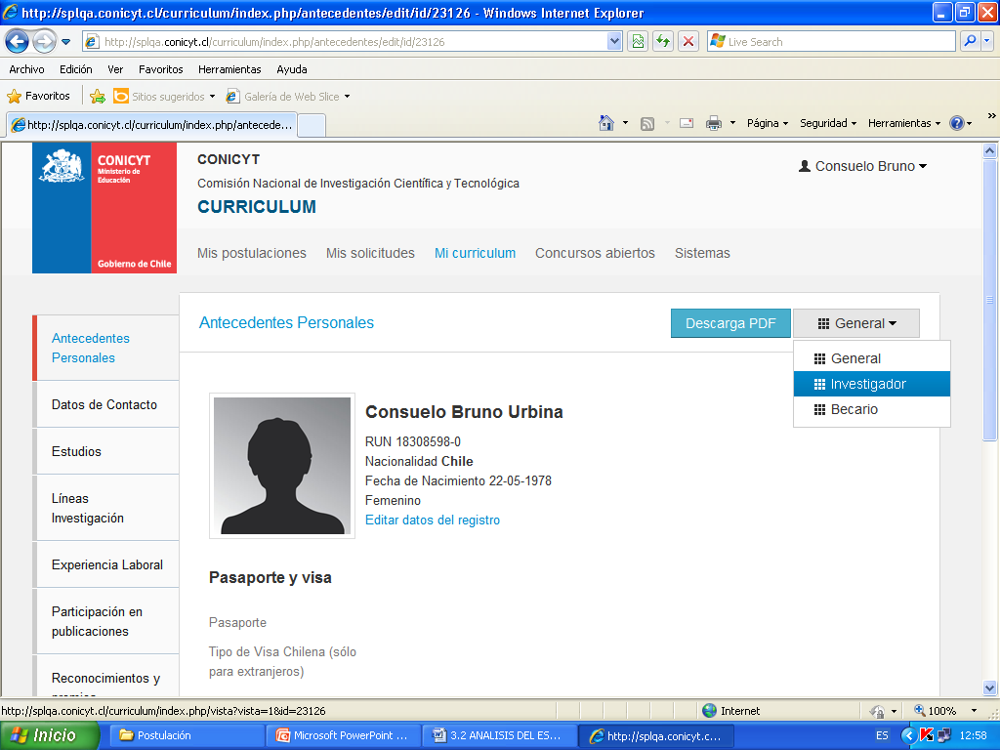 http://splqa.conicyt.cl/curriculum/index.php/antecedentes/edit/id/23126 - Windows Internet Explorer
http://splqa.conicyt.cl/curriculum/index.php/antecedentes/edit/id/23126
Live Search
Archivo Edición Ver Favoritos Herramientas Ayuda
Favoritos Sitios sugeridos Galería de Web Slice
http://splqa.conicyt.cl/curriculum/index.php/antecede... Página Seguridad Herramientas »
CONICYT
Ministerio de
Educación
Gobierno de Chile
CONICYT
Comisión Nacional de Investigación Científica y Tecnológica
CURRICULUM
Consuelo Bruno
Mis postulaciones Mis solicitudes Mi curriculum Concursos abiertos Sistemas
Antecedentes Personales
Descarga PDF General
General
Investigador
Becario
Antecedentes
Personales
Datos de Contacto
Estudios
Líneas
Investigación
Experiencia Laboral
Participación en
publicaciones
Reconocimientos y
Consuelo Bruno Urbina
RUN 18308598-0
Nacionalidad Chile
Fecha de Nacimiento 22-05-1978
Femenino
Editar datos del registro
Pasaporte y visa
Pasaporte
Tipo de Visa Chilena (sólo
para extranjeros)
http://splqa.conicyt.cl/curriculum/index.php/vista?vista=1&id=23126 Internet 100%
Inicio Postulación Microsoft PowerPoint ... 3.2 ANALISIS DEL ES... http://splqa.conicyt.c... ES 12:58